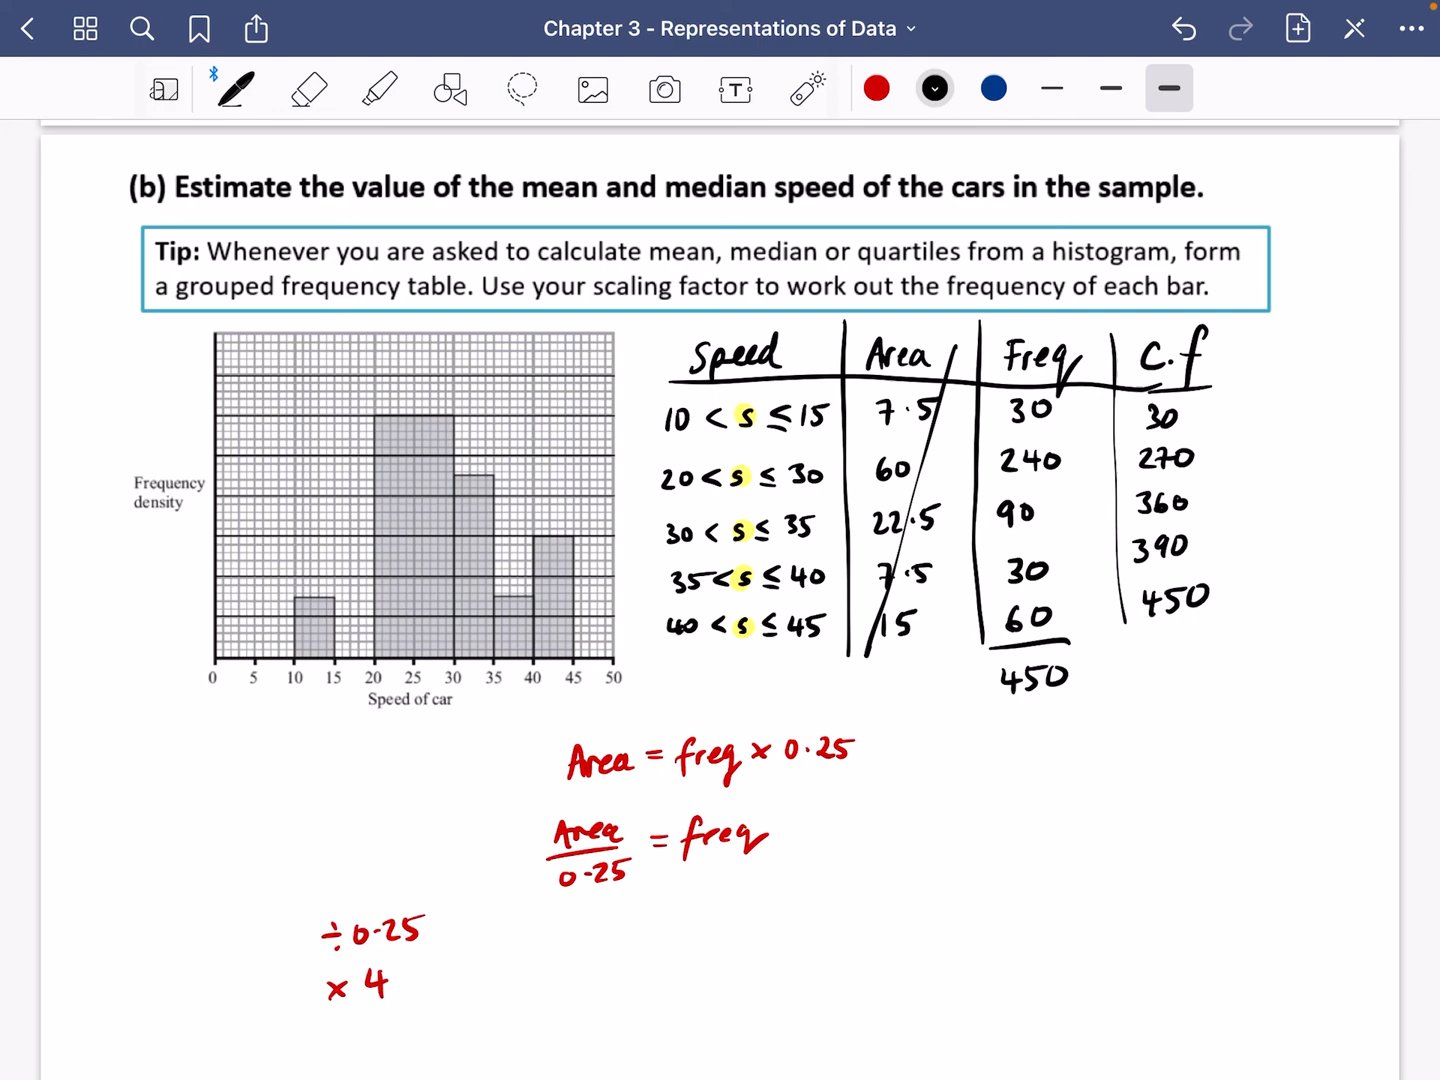 Chapter 3 - Representations of Data
(b) Estimate the value of the mean and median speed of the cars in the sample.
Tip: Whenever you are asked to calculate mean, median or quartiles from a histogram, form
a grouped frequency table. Use your scaling factor to work out the frequency of each bar.
Frequency
density
0 5 10 15 20 25 30 35 40 45 50
Speed of car
Speed Area Freq C.f
10 < s ≤ 15 7.5 30 30
20 < s ≤ 30 60 240 270
30 < s ≤ 35 22.5 90 360
35 < s ≤ 40 7.5 30 390
40 < s ≤ 45 15 60 450
450
Area = freq × 0.25
Area/0.25 = freq
÷ 0.25
× 4